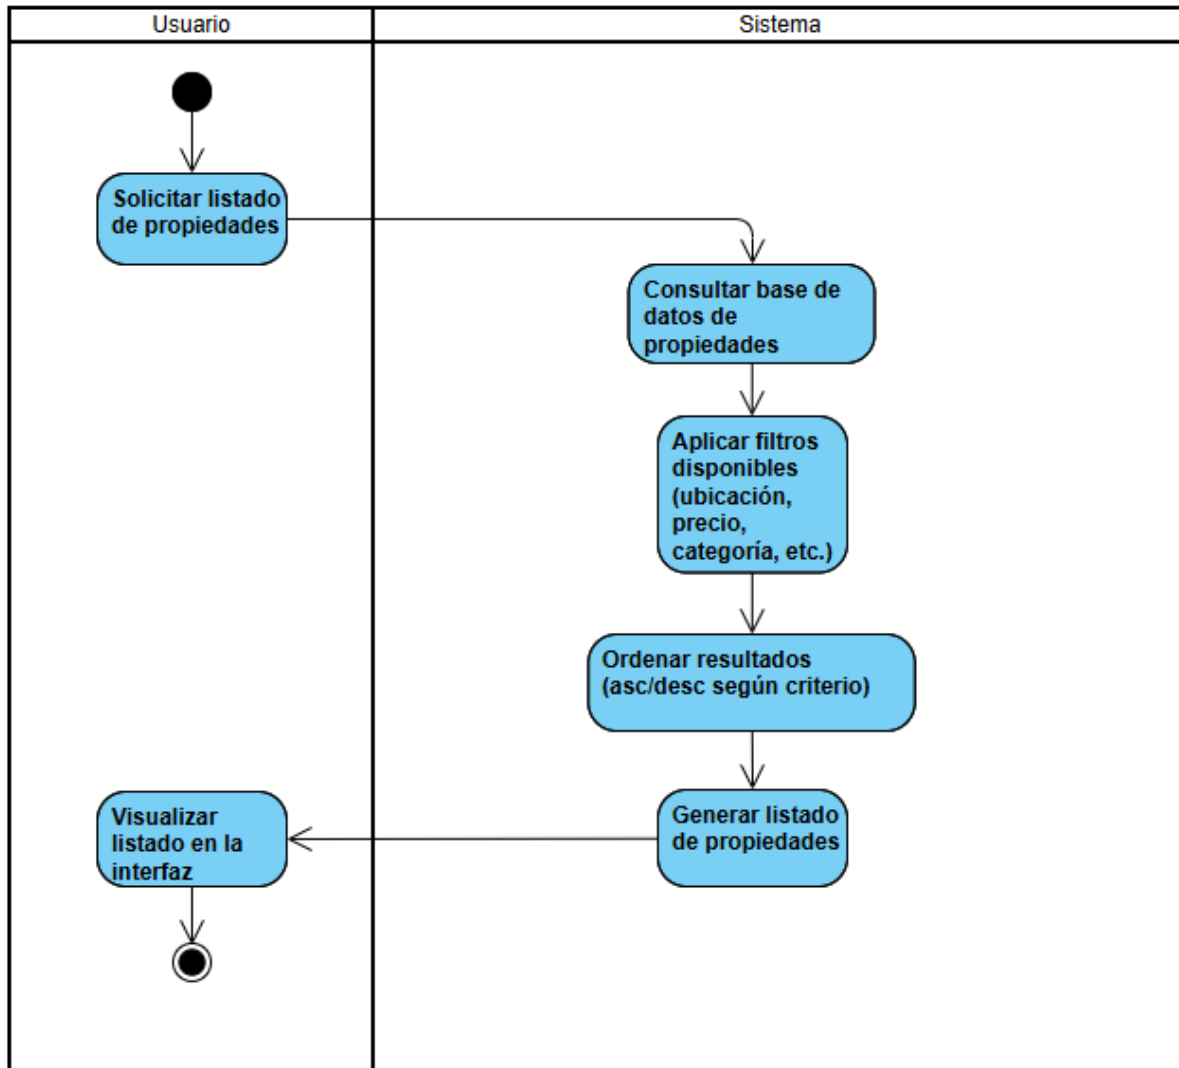 Usuario
Sistema
Solicitar listado
de propiedades
Consultar base de
datos de
propiedades
Aplicar filtros
disponibles
(ubicación,
precio,
categoría, etc.)
Ordenar resultados
(asc/desc según criterio)
Generar listado
de propiedades
Visualizar
listado en la
interfaz